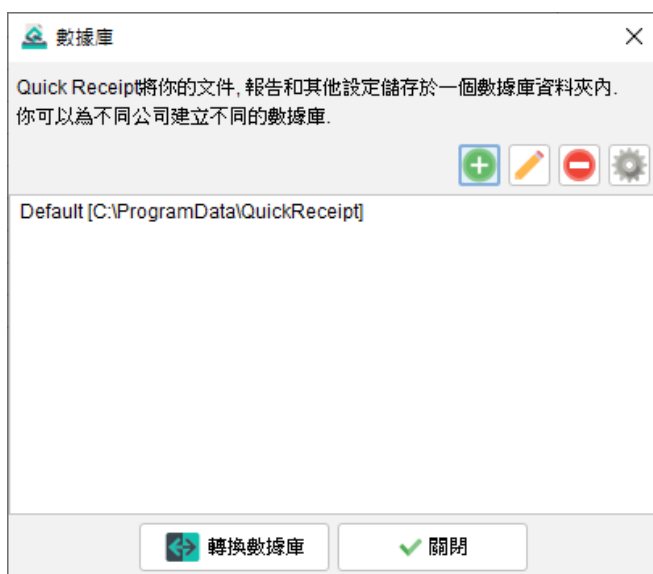 數據庫
Quick Receipt將你的文件, 報告和其他設定儲存於一個數據庫資料夾內.
你可以為不同公司建立不同的數據庫.
Default [C:\ProgramData\QuickReceipt]
轉換數據庫
關閉